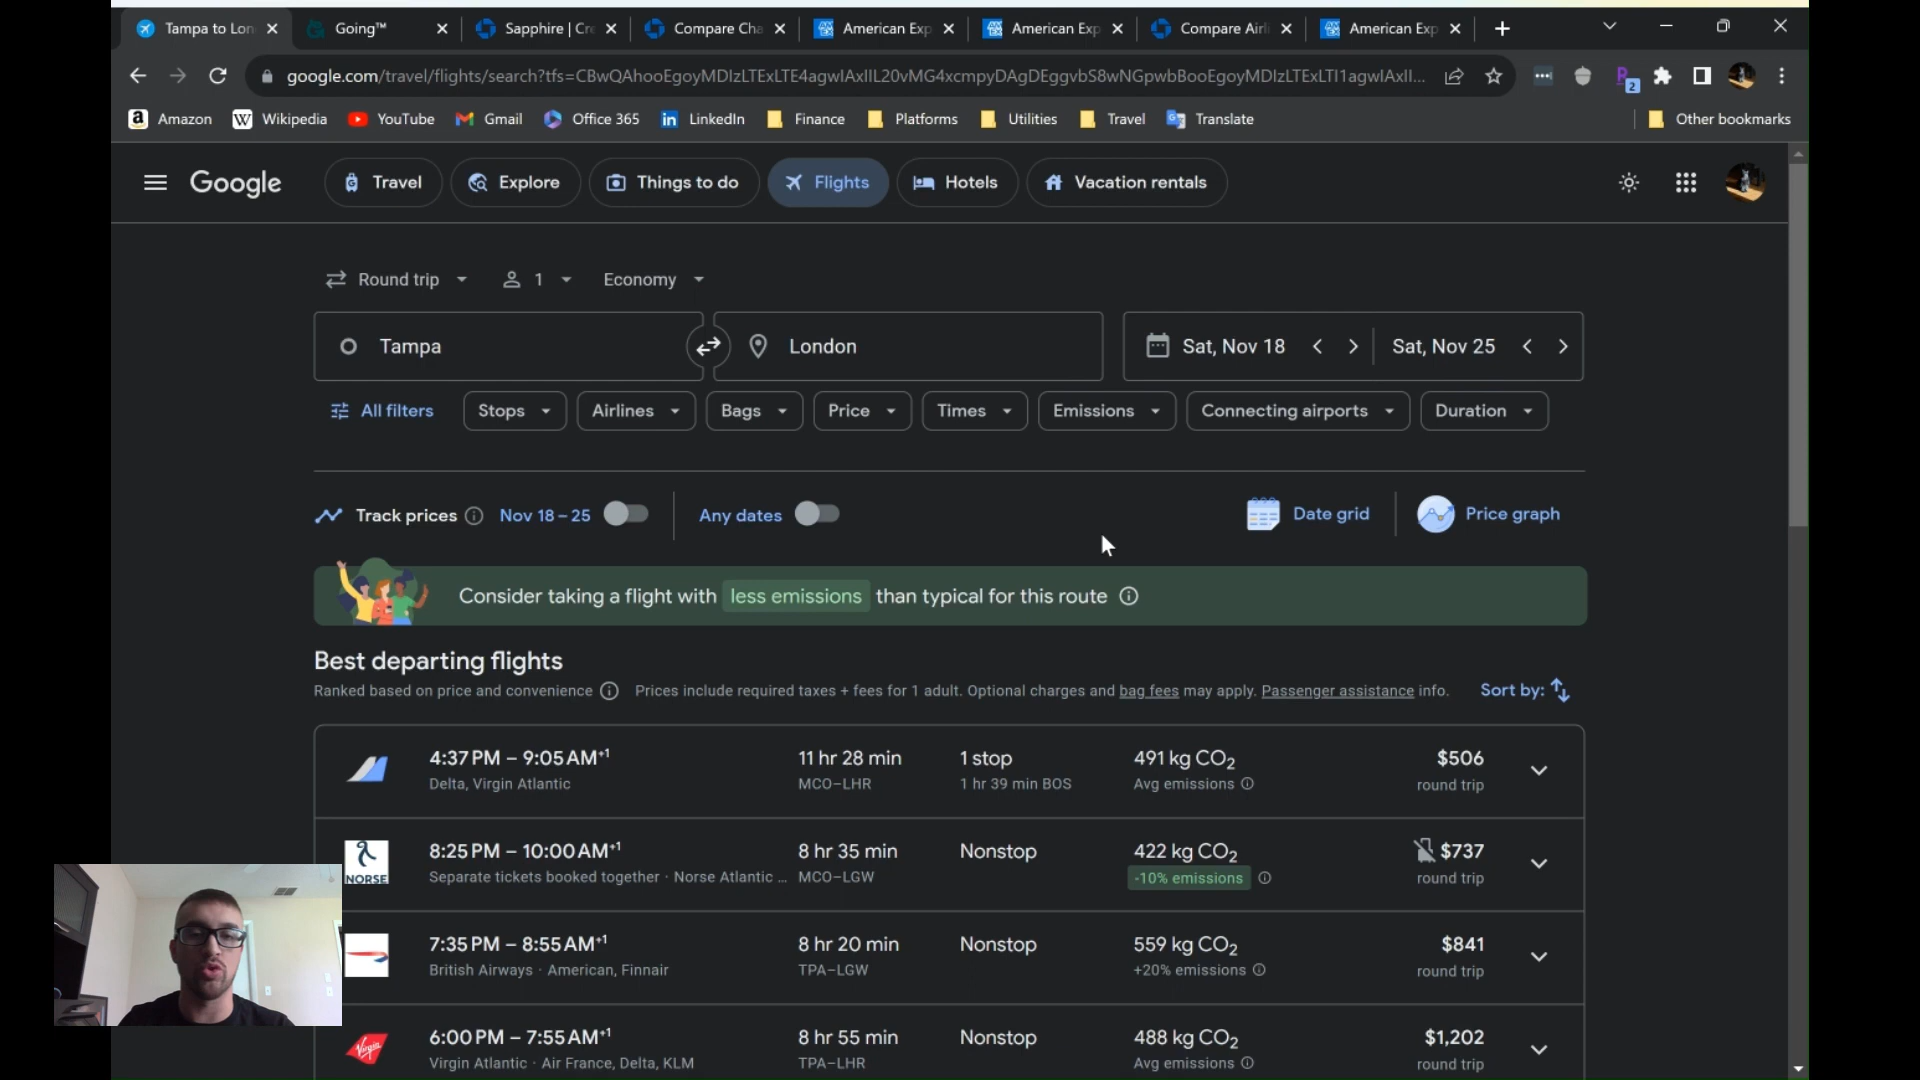 Tampa to Lon
Going™
Sapphire | Cre
Compare Cha
American Exp
American Exp
Compare Airl
American Exp
google.com/travel/flights/search?tfs=CBwQAhooEgoyMDIzLTExLTE4agwIAxIIL20vMG4xcmpyDAgDEggvbS8wNGpwbBooEgoyMDIzLTExLTI1agwIAxIIL...
2
Amazon
Wikipedia
YouTube
Gmail
Office 365
LinkedIn
Finance
Platforms
Utilities
Travel
Translate
Other bookmarks
Google
Travel
Explore
Things to do
Flights
Hotels
Vacation rentals
Round trip
1
Economy
Tampa
London
Sat, Nov 18
Sat, Nov 25
All filters
Stops
Airlines
Bags
Price
Times
Emissions
Connecting airports
Duration
Track prices
Nov 18 – 25
Any dates
Date grid
Price graph
Consider taking a flight with less emissions than typical for this route
Best departing flights
Ranked based on price and convenience
Prices include required taxes + fees for 1 adult. Optional charges and bag fees may apply. Passenger assistance info.
Sort by:
4:37 PM – 9:05 AM+1
Delta, Virgin Atlantic
11 hr 28 min
MCO–LHR
1 stop
1 hr 39 min BOS
491 kg CO2
Avg emissions
$506
round trip
NORSE
8:25 PM – 10:00 AM+1
Separate tickets booked together · Norse Atlantic ...
8 hr 35 min
MCO–LGW
Nonstop
422 kg CO2
-10% emissions
$737
round trip
7:35 PM – 8:55 AM+1
British Airways · American, Finnair
8 hr 20 min
TPA–LGW
Nonstop
559 kg CO2
+20% emissions
$841
round trip
Virgin
6:00 PM – 7:55 AM+1
Virgin Atlantic · Air France, Delta, KLM
8 hr 55 min
TPA–LHR
Nonstop
488 kg CO2
Avg emissions
$1,202
round trip